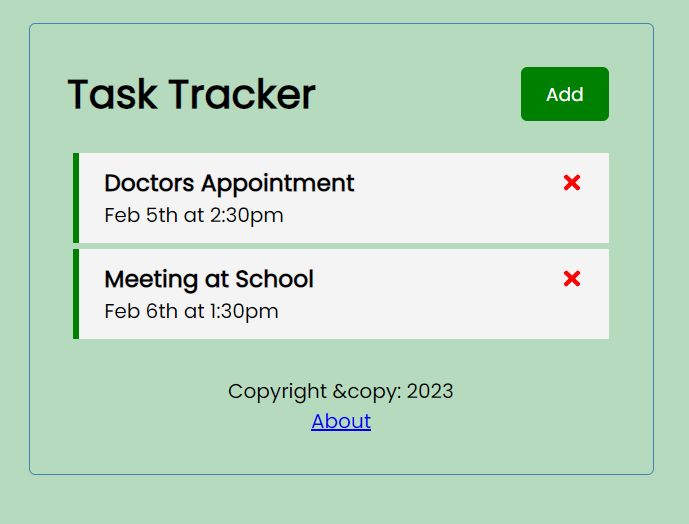 Task Tracker
Add
Doctors Appointment
Feb 5th at 2:30pm
Meeting at School
Feb 6th at 1:30pm
Copyright &copy: 2023
About